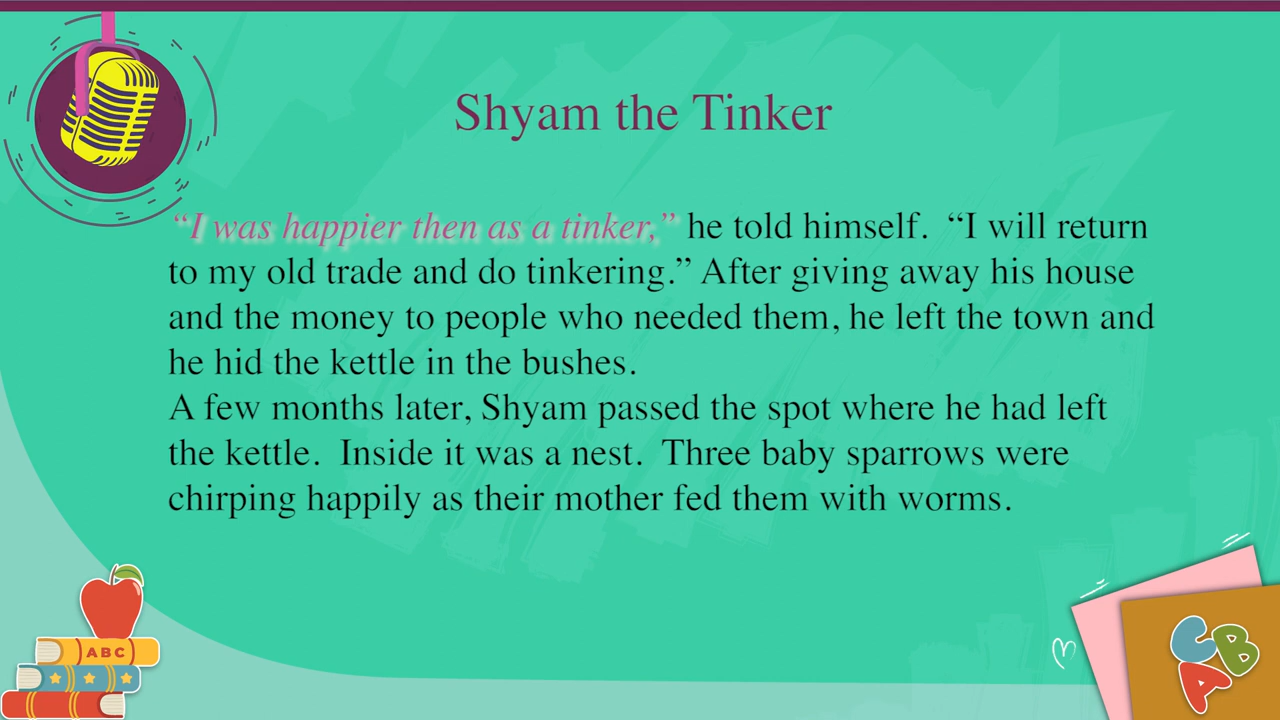 Shyam the Tinker
“I was happier then as a tinker,” he told himself.  “I will return
to my old trade and do tinkering.” After giving away his house
and the money to people who needed them, he left the town and
he hid the kettle in the bushes.
A few months later, Shyam passed the spot where he had left
the kettle.  Inside it was a nest.  Three baby sparrows were
chirping happily as their mother fed them with worms.
ABC
C
B
A